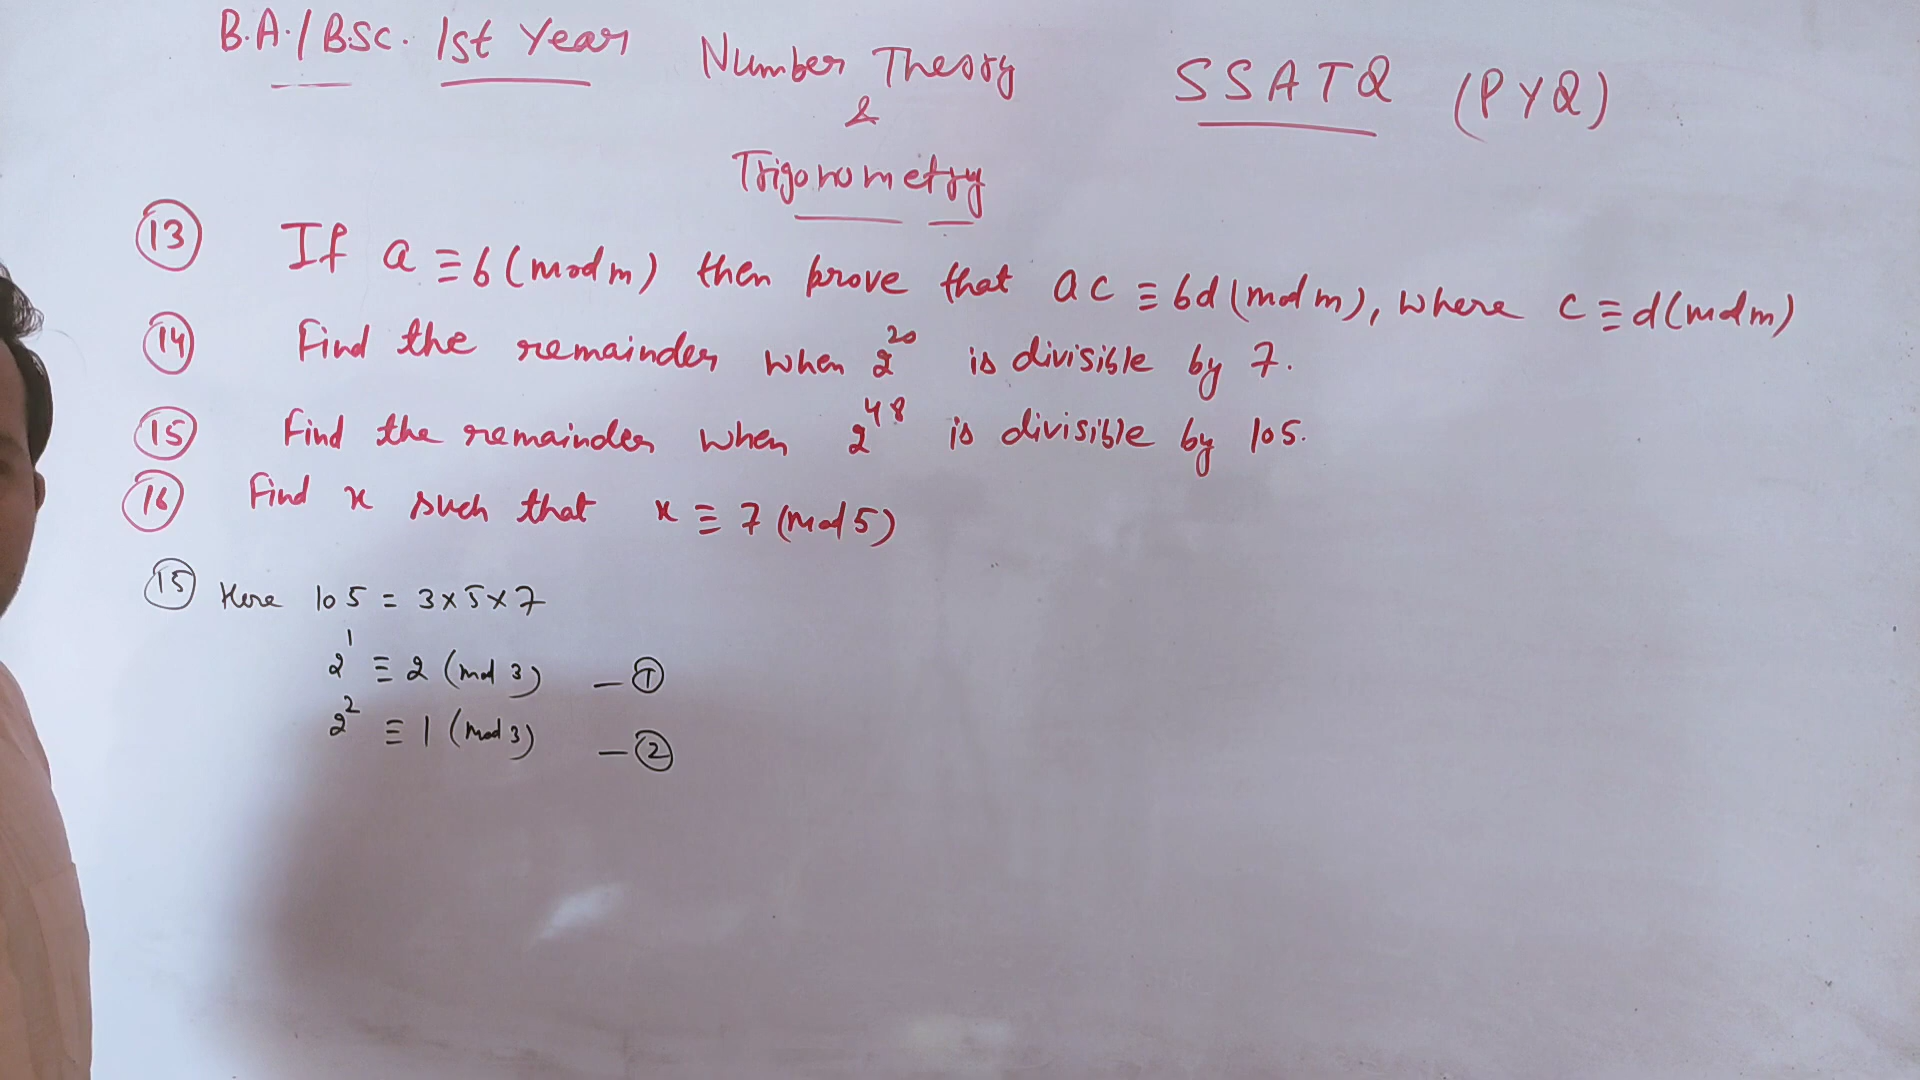 B.A./B.SC. 1st Year Number Theory & Trigonometry SSATQ (PYQ)
(13) If a ≡ b (mod m) then prove that ac ≡ bd (mod m), where c ≡ d (mod m)
(14) Find the remainder when 2^20 is divisible by 7.
(15) Find the remainder when 2^48 is divisible by 105.
(16) Find x such that x ≡ 7 (mod 5)
(15) Here 105 = 3×5×7
2^1 ≡ 2 (mod 3) — (1)
2^2 ≡ 1 (mod 3) — (2)